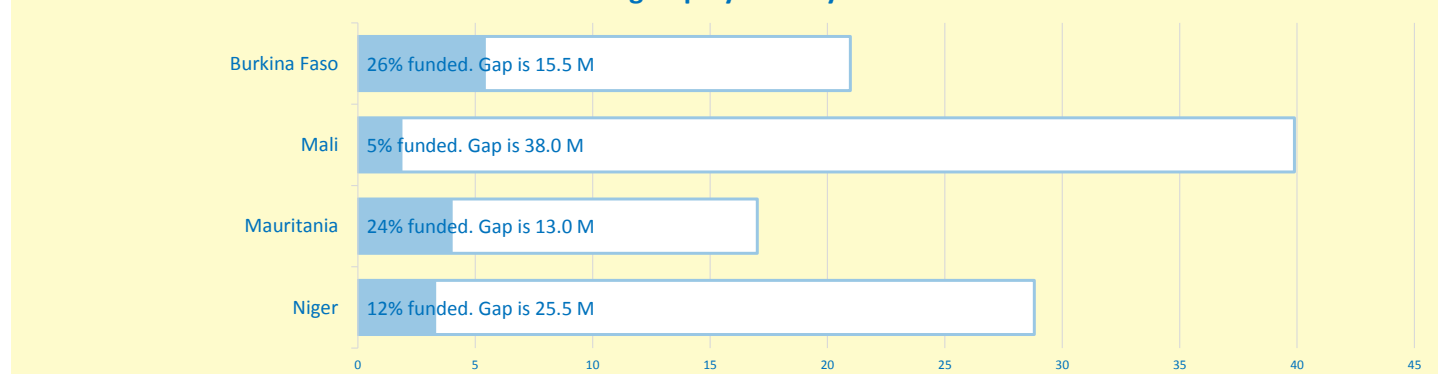 Burkina Faso 26% funded. Gap is 15.5 M
Mali 5% funded. Gap is 38.0 M
Mauritania 24% funded. Gap is 13.0 M
Niger 12% funded. Gap is 25.5 M
0 5 10 15 20 25 30 35 40 45